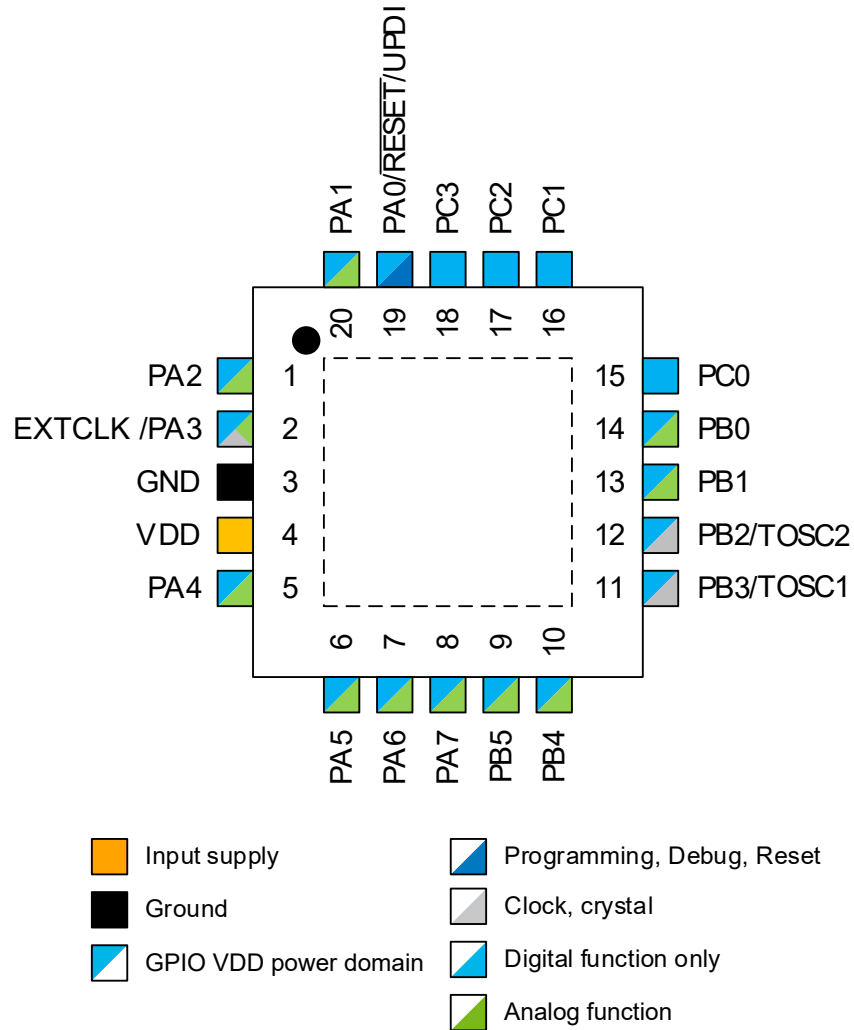 PA1
PA0/RESET/UPDI
PC3
PC2
PC1
20
19
18
17
16
PA2
1
15
PC0
EXTCLK /PA3
2
14
PB0
GND
3
13
PB1
VDD
4
12
PB2/TOSC2
PA4
5
11
PB3/TOSC1
6
7
8
9
10
PA5
PA6
PA7
PB5
PB4
Input supply
Ground
GPIO VDD power domain
Programming, Debug, Reset
Clock, crystal
Digital function only
Analog function